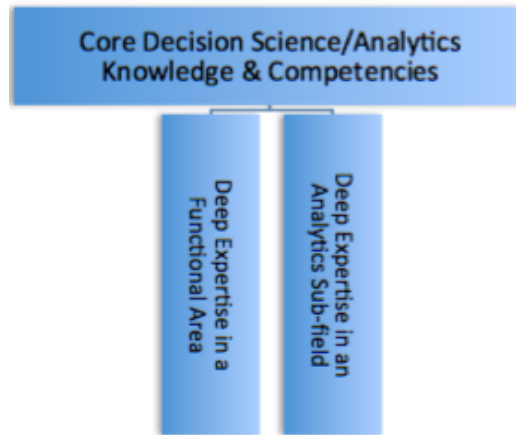 Core Decision Science/Analytics
Knowledge & Competencies
Deep Expertise in a
Functional Area
Deep Expertise in an
Analytics Sub-field